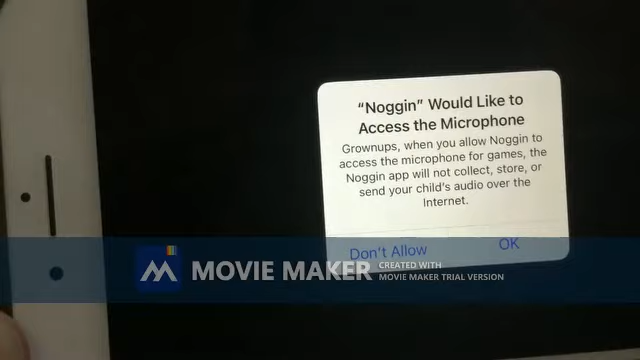 “Noggin” Would Like to
Access the Microphone
Grownups, when you allow Noggin to
access the microphone for games, the
Noggin app will not collect, store, or
send your child's audio over the
Internet.
Don't Allow
OK
MOVIE MAKER
CREATED WITH
MOVIE MAKER TRIAL VERSION